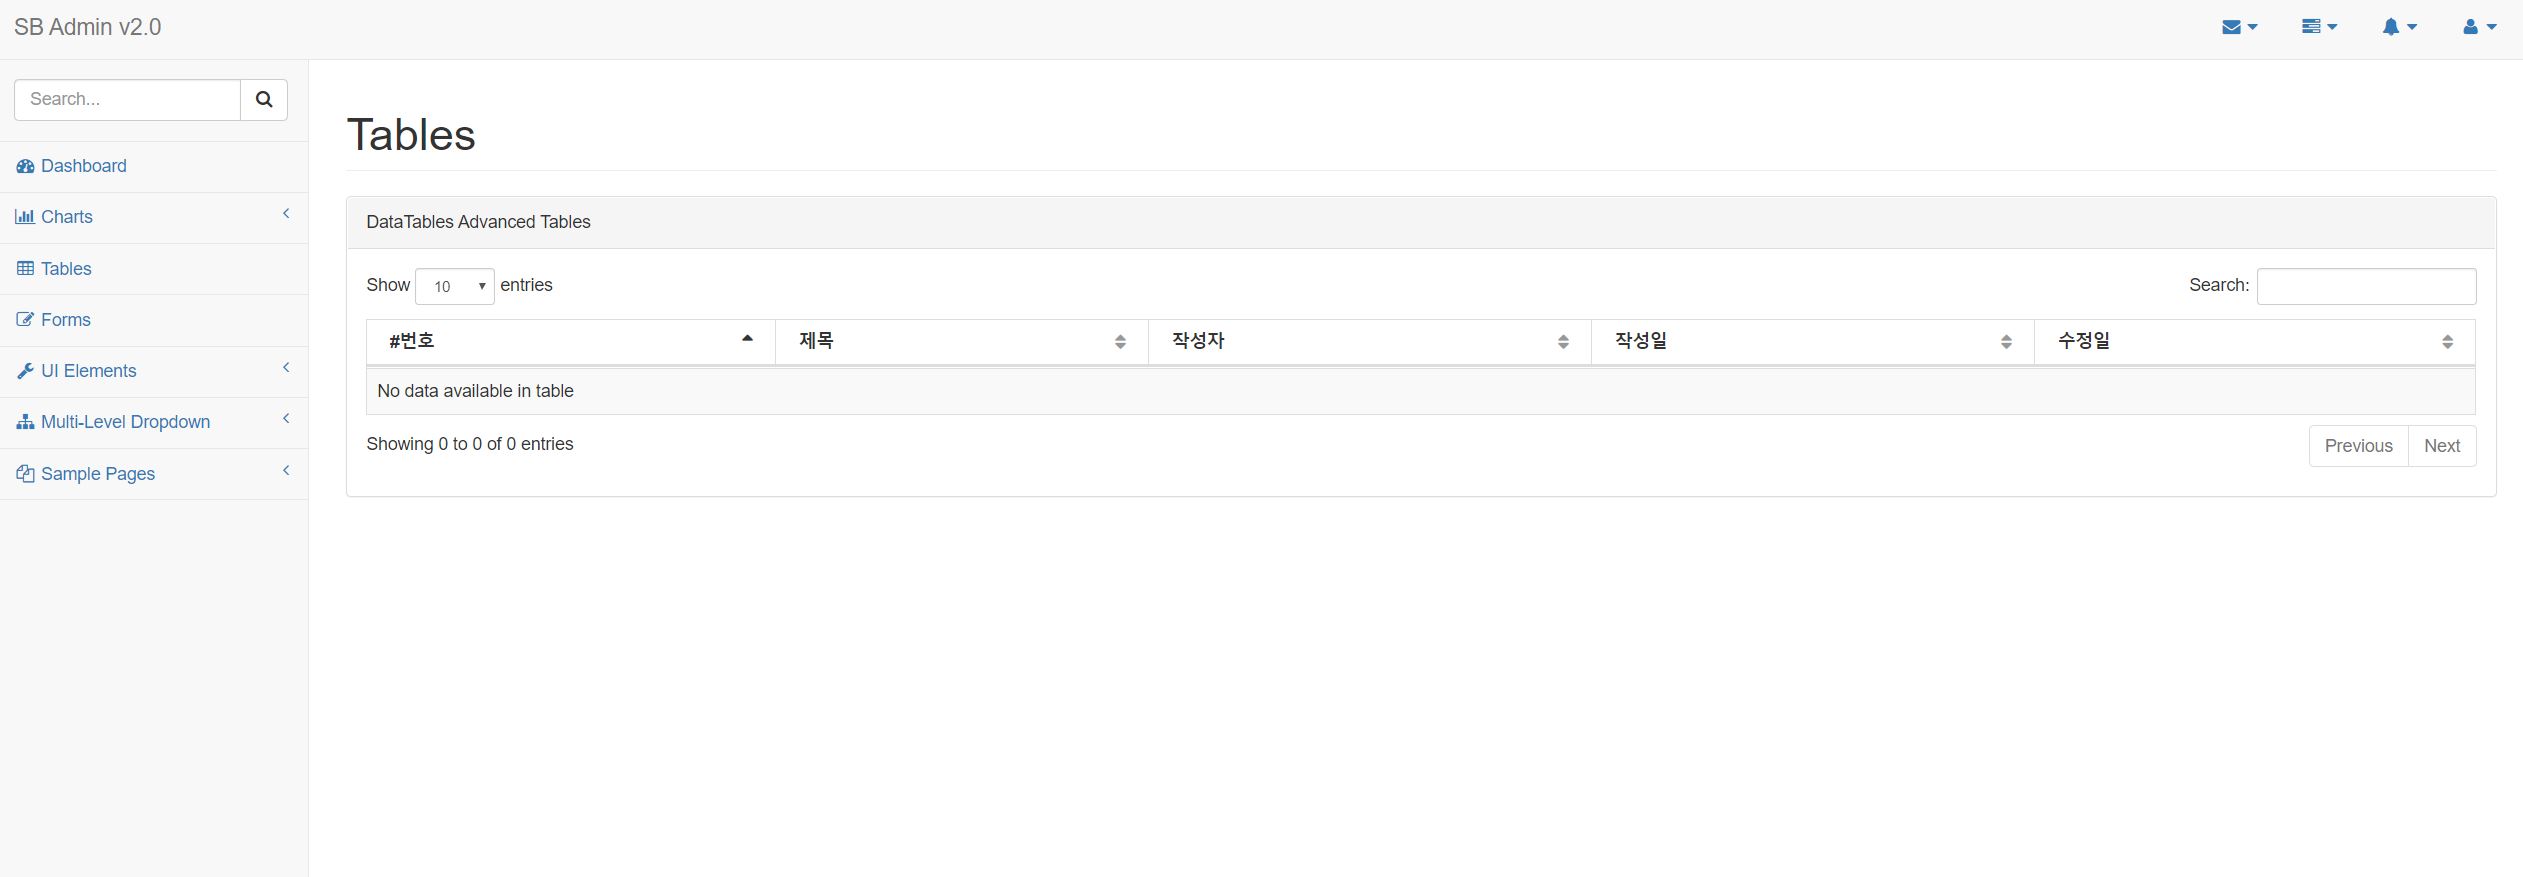 SB Admin v2.0
Search...
Dashboard
Charts
Tables
Forms
UI Elements
Multi-Level Dropdown
Sample Pages
Tables
DataTables Advanced Tables
Show 10 entries
Search:
#번호 제목 작성자 작성일 수정일
No data available in table
Showing 0 to 0 of 0 entries
Previous Next